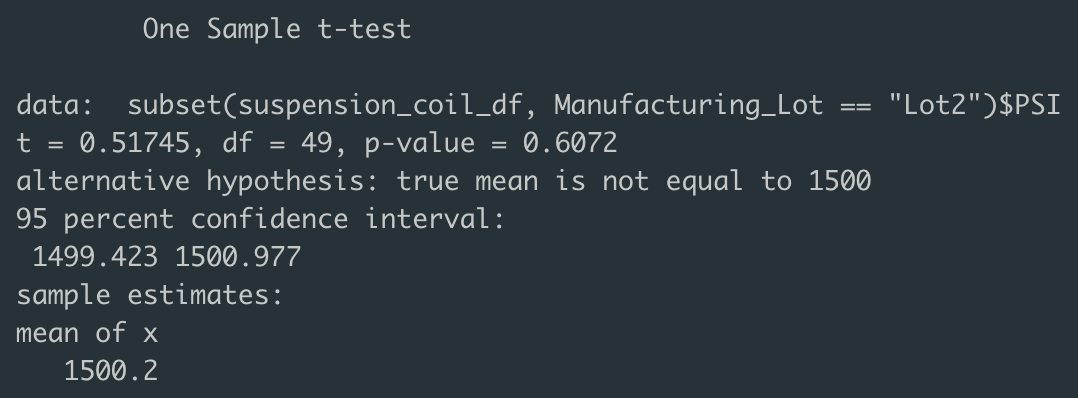 One Sample t-test
data:  subset(suspension_coil_df, Manufacturing_Lot == "Lot2")$PSI
t = 0.51745, df = 49, p-value = 0.6072
alternative hypothesis: true mean is not equal to 1500
95 percent confidence interval:
1499.423 1500.977
sample estimates:
mean of x
1500.2